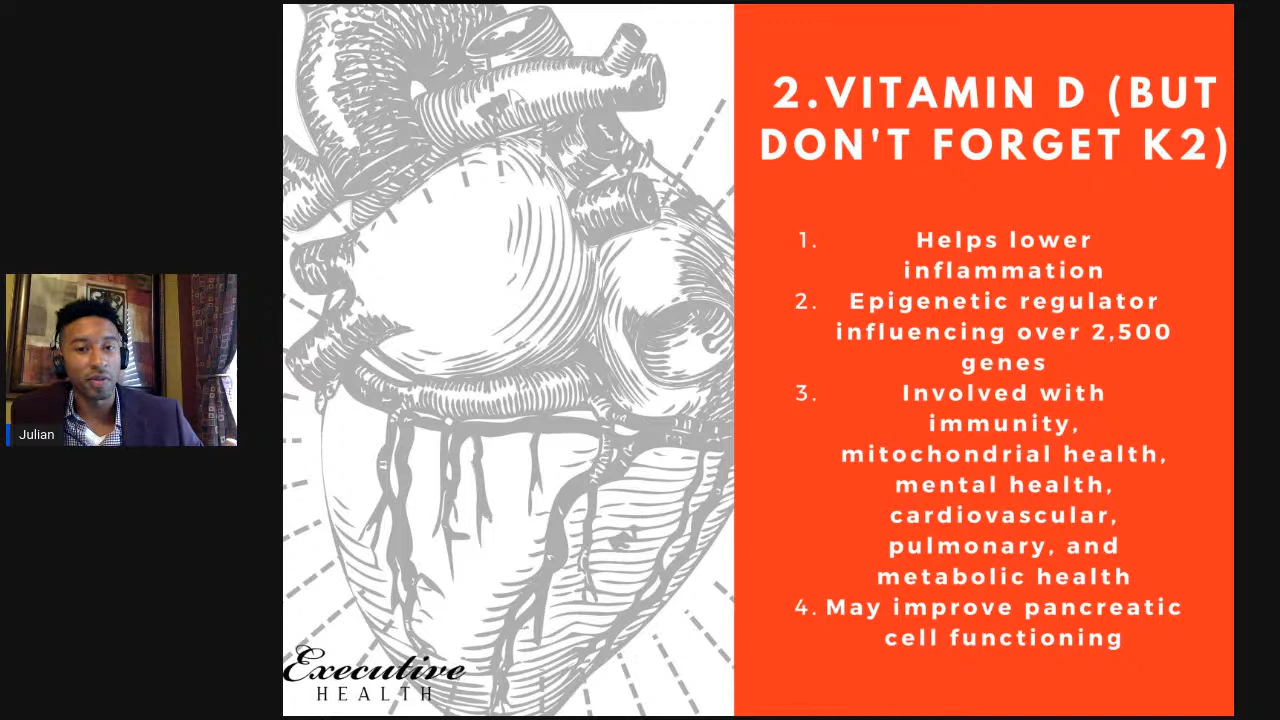 2.VITAMIN D (BUT
DON'T FORGET K2)
1. Helps lower
inflammation
2. Epigenetic regulator
influencing over 2,500
genes
3. Involved with
immunity,
mitochondrial health,
mental health,
cardiovascular,
pulmonary, and
metabolic health
4. May improve pancreatic
cell functioning
Julian
Executive
HEALTH